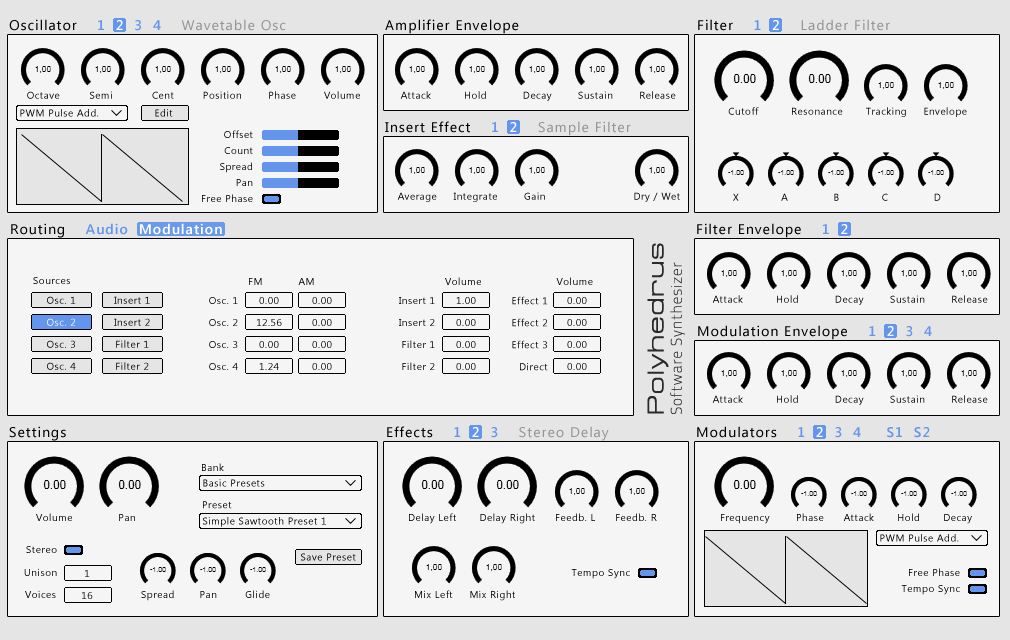 Oscillator 1 2 3 4 Wavetable Osc
1,00 1,00 1,00 1,00 1,00 1,00
Octave Semi Cent Position Phase Volume
PWM Pulse Add. Edit
Offset
Count
Spread
Pan
Free Phase
Amplifier Envelope
1,00 1,00 1,00 1,00 1,00
Attack Hold Decay Sustain Release
Insert Effect 1 2 Sample Filter
1,00 1,00 1,00 1,00
Average Integrate Gain Dry / Wet
Filter 1 2 Ladder Filter
0.00 0.00 1,00 1,00
Cutoff Resonance Tracking Envelope
-1.00 -1.00 -1.00 -1.00 -1.00
X A B C D
Routing Audio Modulation
Sources FM AM Volume Volume
Osc. 1 Insert 1 Osc. 1 0.00 0.00 Insert 1 1.00 Effect 1 0.00
Osc. 2 Insert 2 Osc. 2 12.56 0.00 Insert 2 0.00 Effect 2 0.00
Osc. 3 Filter 1 Osc. 3 0.00 0.00 Filter 1 0.00 Effect 3 0.00
Osc. 4 Filter 2 Osc. 4 1.24 0.00 Filter 2 0.00 Direct 0.00
Polyhedrus
Software Synthesizer
Filter Envelope 1 2
1,00 1,00 1,00 1,00 1,00
Attack Hold Decay Sustain Release
Modulation Envelope 1 2 3 4
1,00 1,00 1,00 1,00 1,00
Attack Hold Decay Sustain Release
Settings
0.00 0.00
Volume Pan
Bank
Basic Presets
Preset
Simple Sawtooth Preset 1
Save Preset
Stereo
Unison 1
Voices 16
-1.00 -1.00 -1.00
Spread Pan Glide
Effects 1 2 3 Stereo Delay
0.00 0.00 1,00 1,00
Delay Left Delay Right Feedb. L Feedb. R
1,00 1,00
Mix Left Mix Right
Tempo Sync
Modulators 1 2 3 4 S1 S2
0.00 -1.00 -1.00 -1.00 -1.00
Frequency Phase Attack Hold Decay
PWM Pulse Add.
Free Phase
Tempo Sync